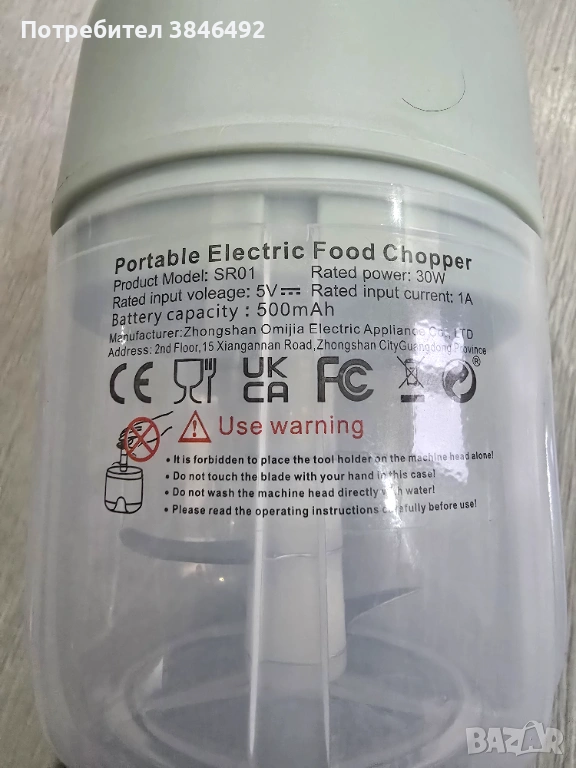 Потребител 3846492
Portable Electric Food Chopper
Product Model: SR01 Rated power: 30W
Rated input voleage: 5V Rated input current: 1A
Battery capacity : 500mAh
Manufacturer:Zhongshan Omijia Electric Appliance Co., LTD
Address: 2nd Floor,15 Xiangannan Road,Zhongshan CityGuangdong Province
CE UK CA FC ®
Use warning
• It is forbidden to place the tool holder on the machine head alone!
• Do not touch the blade with your hand in this case!
• Do not wash the machine head directly with water!
• Please read the operating instructions carefully before use!
BAZAR